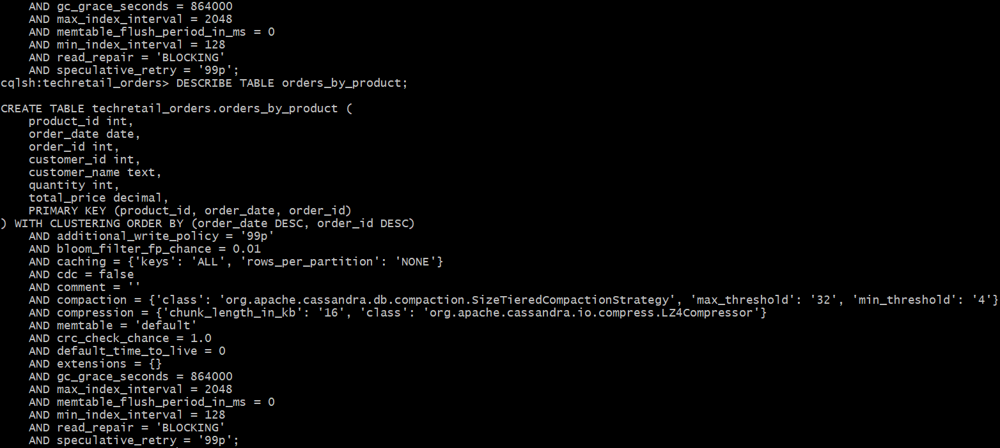 AND gc_grace_seconds = 864000
    AND max_index_interval = 2048
    AND memtable_flush_period_in_ms = 0
    AND min_index_interval = 128
    AND read_repair = 'BLOCKING'
    AND speculative_retry = '99p';
cqlsh:techretail_orders> DESCRIBE TABLE orders_by_product;

CREATE TABLE techretail_orders.orders_by_product (
    product_id int,
    order_date date,
    order_id int,
    customer_id int,
    customer_name text,
    quantity int,
    total_price decimal,
    PRIMARY KEY (product_id, order_date, order_id)
) WITH CLUSTERING ORDER BY (order_date DESC, order_id DESC)
    AND additional_write_policy = '99p'
    AND bloom_filter_fp_chance = 0.01
    AND caching = {'keys': 'ALL', 'rows_per_partition': 'NONE'}
    AND cdc = false
    AND comment = ''
    AND compaction = {'class': 'org.apache.cassandra.db.compaction.SizeTieredCompactionStrategy', 'max_threshold': '32', 'min_threshold': '4'}
    AND compression = {'chunk_length_in_kb': '16', 'class': 'org.apache.cassandra.io.compress.LZ4Compressor'}
    AND memtable = 'default'
    AND crc_check_chance = 1.0
    AND default_time_to_live = 0
    AND extensions = {}
    AND gc_grace_seconds = 864000
    AND max_index_interval = 2048
    AND memtable_flush_period_in_ms = 0
    AND min_index_interval = 128
    AND read_repair = 'BLOCKING'
    AND speculative_retry = '99p';